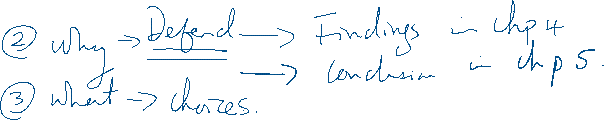 ② Why → Defend → Findings in chp 4
→ Conclusion in chp 5.
③ What → choices.